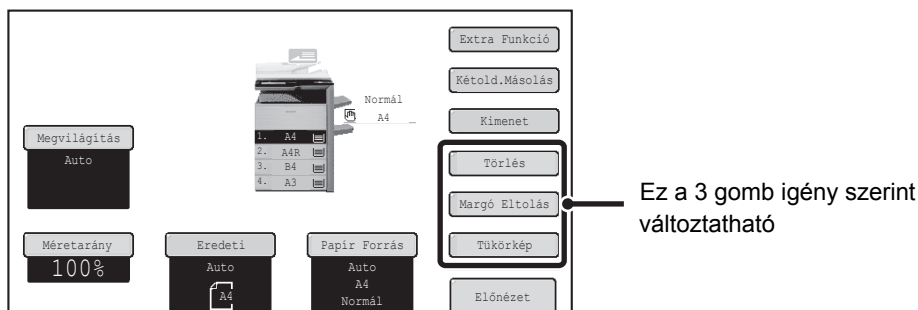 Extra Funkció
Kétold.Másolás
Kimenet
Törlés
Margó Eltolás
Tükörkép
Előnézet
Normál
A4
1. A4
2. A4R
3. B4
4. A3
Megvilágítás
Auto
Méretarány
100%
Eredeti
Auto
A4
Papír Forrás
Auto
A4
Normál
Ez a 3 gomb igény szerint
változtatható